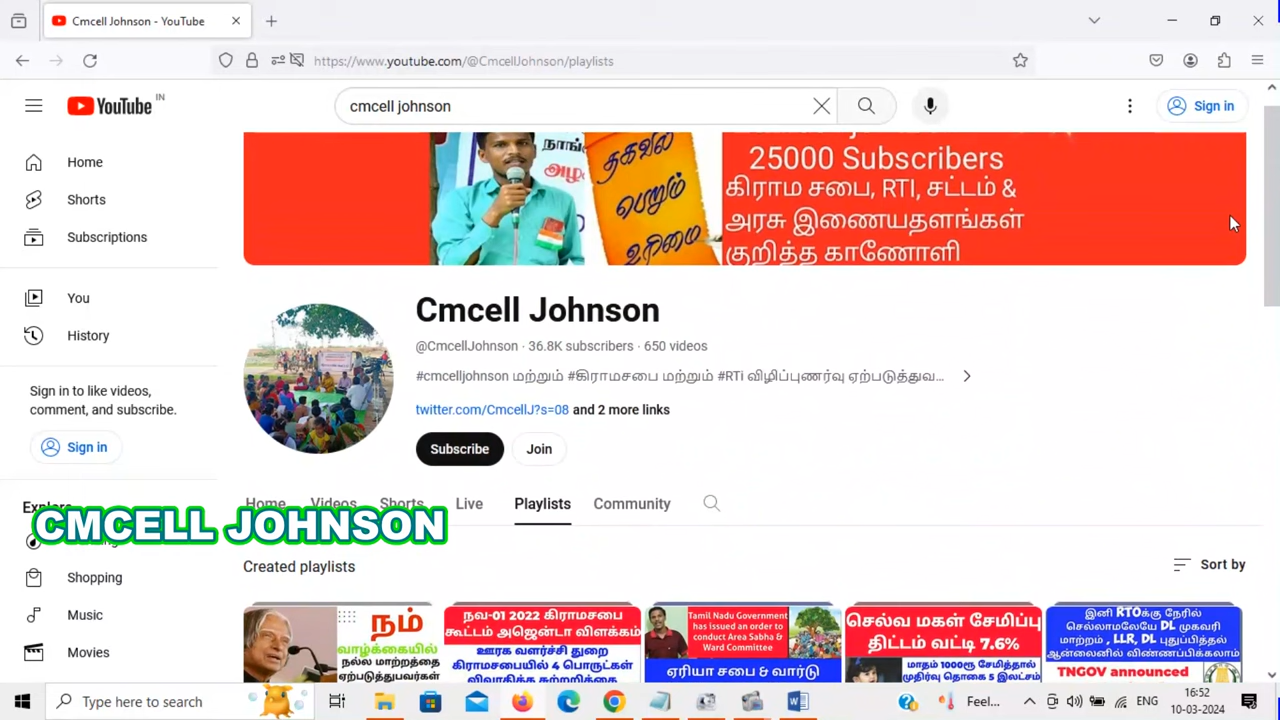 Cmcell Johnson - YouTube
https://www.youtube.com/@CmcellJohnson/playlists
YouTube IN
cmcell johnson
Sign in
Home
Shorts
Subscriptions
You
History
Sign in to like videos,
comment, and subscribe.
Sign in
தகவல்
பெறும்
உரிமை
25000 Subscribers
கிராம சபை, RTI, சட்டம் &
அரசு இணையதளங்கள்
குறித்த காணோளி
Cmcell Johnson
@CmcellJohnson · 36.8K subscribers · 650 videos
#cmcelljohnson மற்றும் #கிராமசபை மற்றும் #RTi விழிப்புணர்வு ஏற்படுத்துவ...
twitter.com/CmcellJ?s=08 and 2 more links
Subscribe
Join
Home Videos Shorts Live Playlists Community
CMCELL JOHNSON
Shopping
Music
Movies
Created playlists
Sort by
நம்
வாழ்க்கையில்
நல்ல மாற்றத்தை
ஏற்படுத்துபவர்கள்
நவ-01 2022 கிராமசபை
கூட்டம் அஜென்டா விளக்கம்
ஊரக வளர்ச்சி துறை
கிராமசபையில் 4 பொருட்கள்
Tamil Nadu Government
has issued an order to
conduct Area Sabha &
Ward Committee
ஏரியா சபை & வார்டு
செல்வ மகள் சேமிப்பு
திட்டம் வட்டி 7.6%
மாதம் 1000ரூ சேமித்தால்
முதிர்வு தொகை 5 இலட்சம்
இனி RTOக்கு நேரில்
செல்லாமலேயே DL முகவரி
மாற்றம் , LLR, DL புதுப்பித்தல்
ஆன்லைனில் விண்ணப்பிக்கலாம்
TNGOV announced
Type here to search
Feel...
ENG
16:52
10-03-2024